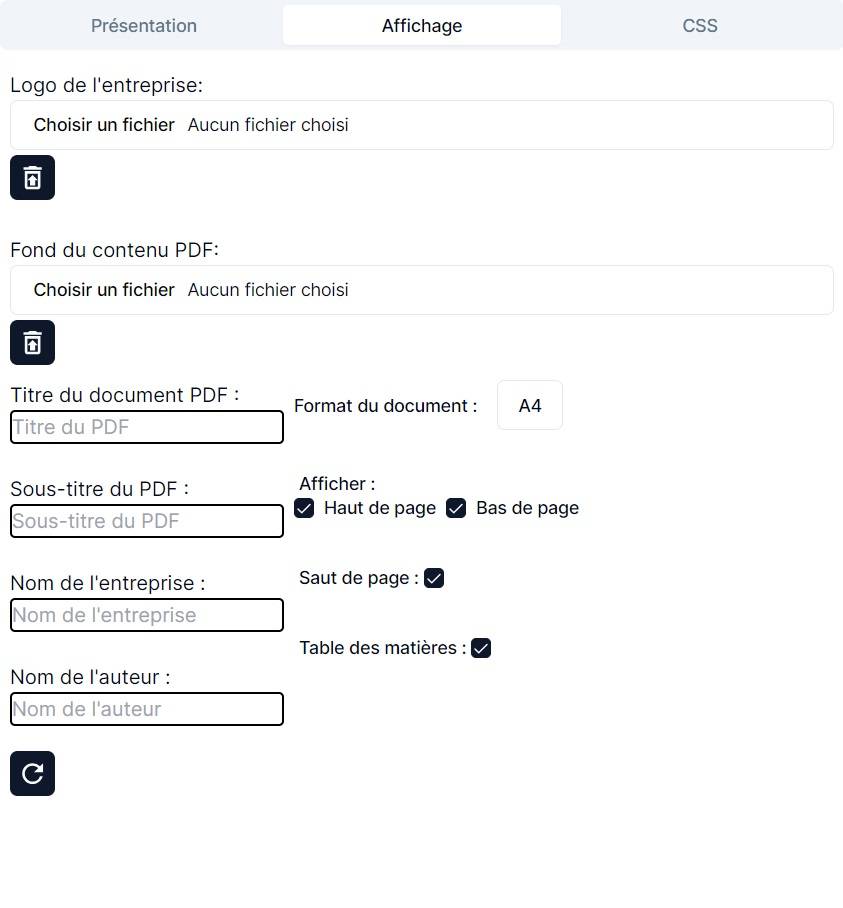 Présentation Affichage CSS
Logo de l'entreprise:
Choisir un fichier Aucun fichier choisi
Fond du contenu PDF:
Choisir un fichier Aucun fichier choisi
Titre du document PDF :
Titre du PDF
Format du document : A4
Sous-titre du PDF :
Sous-titre du PDF
Afficher :
Haut de page Bas de page
Nom de l'entreprise :
Nom de l'entreprise
Saut de page :
Table des matières :
Nom de l'auteur :
Nom de l'auteur